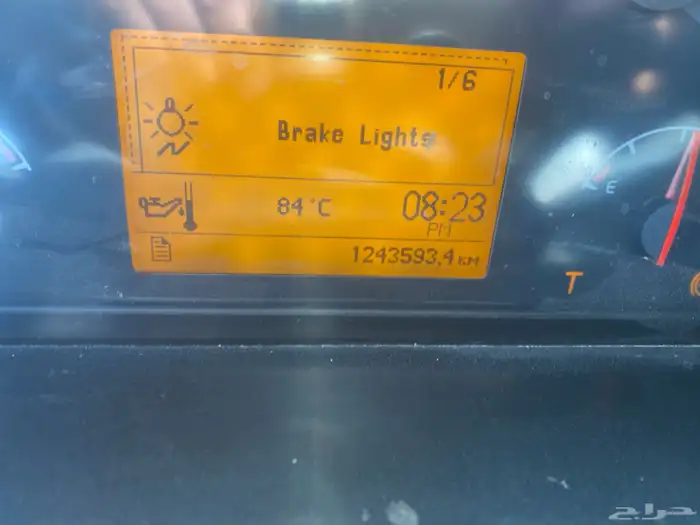 1/6
Brake Lights
84°C
08:23
PM
1243593,4 KM
E
T
حراج